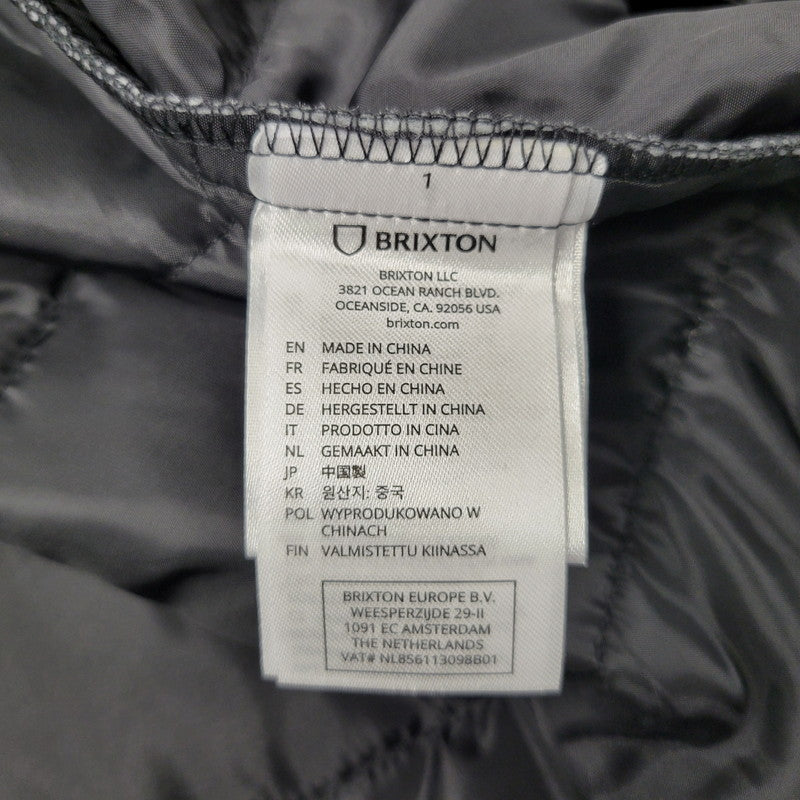 1
BRIXTON
BRIXTON LLC
3821 OCEAN RANCH BLVD.
OCEANSIDE, CA. 92056 USA
brixton.com
EN MADE IN CHINA
FR FABRIQUÉ EN CHINE
ES HECHO EN CHINA
DE HERGESTELLT IN CHINA
IT PRODOTTO IN CINA
NL GEMAAKT IN CHINA
JP 中国製
KR 원산지: 중국
POL WYPRODUKOWANO W
CHINACH
FIN VALMISTETTU KIINASSA
BRIXTON EUROPE B.V.
WEESPERZIJDE 29-II
1091 EC AMSTERDAM
THE NETHERLANDS
VAT# NL856113098B01